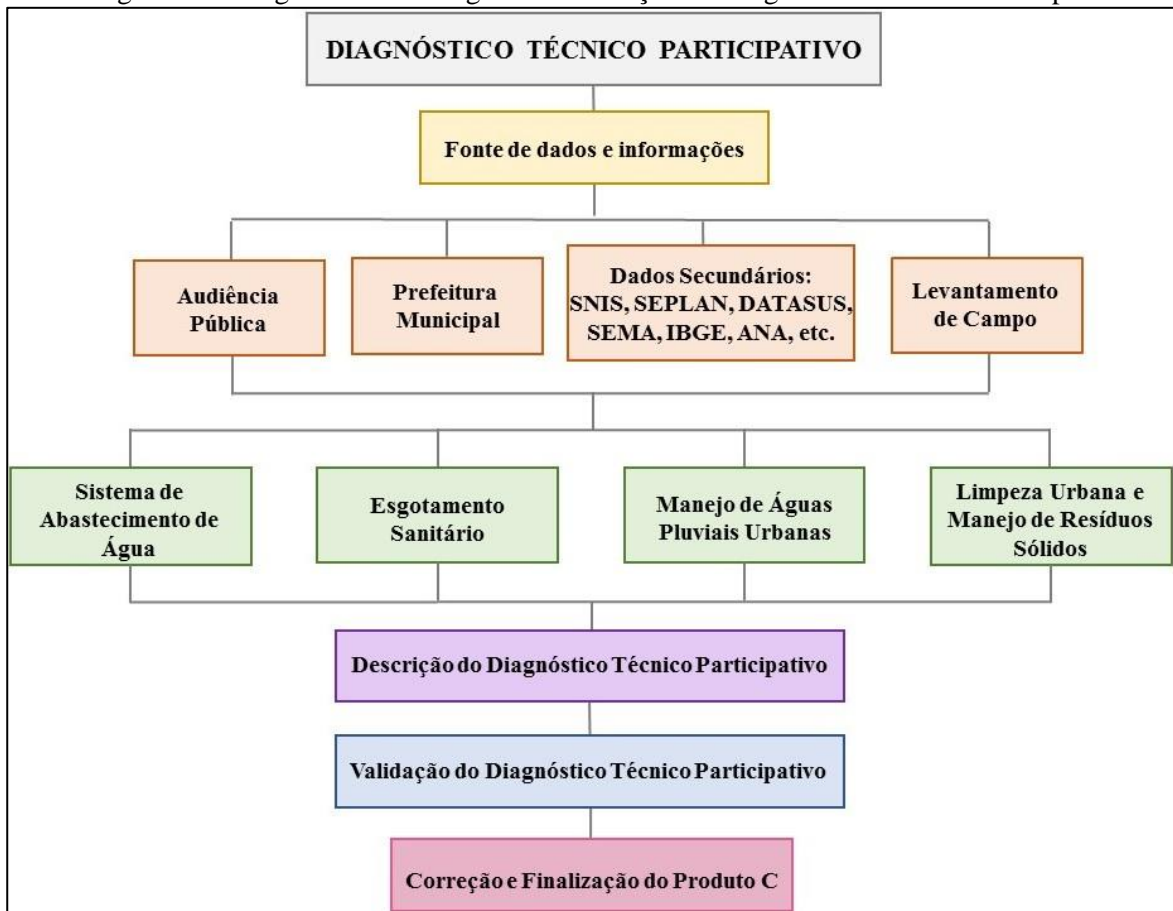 DIAGNÓSTICO TÉCNICO PARTICIPATIVO
Fonte de dados e informações
Audiência
Pública
Prefeitura
Municipal
Dados Secundários:
SNIS, SEPLAN, DATASUS,
SEMA, IBGE, ANA, etc.
Levantamento
de Campo
Sistema de
Abastecimento de
Água
Esgotamento
Sanitário
Manejo de Águas
Pluviais Urbanas
Limpeza Urbana e
Manejo de Resíduos
Sólidos
Descrição do Diagnóstico Técnico Participativo
Validação do Diagnóstico Técnico Participativo
Correção e Finalização do Produto C